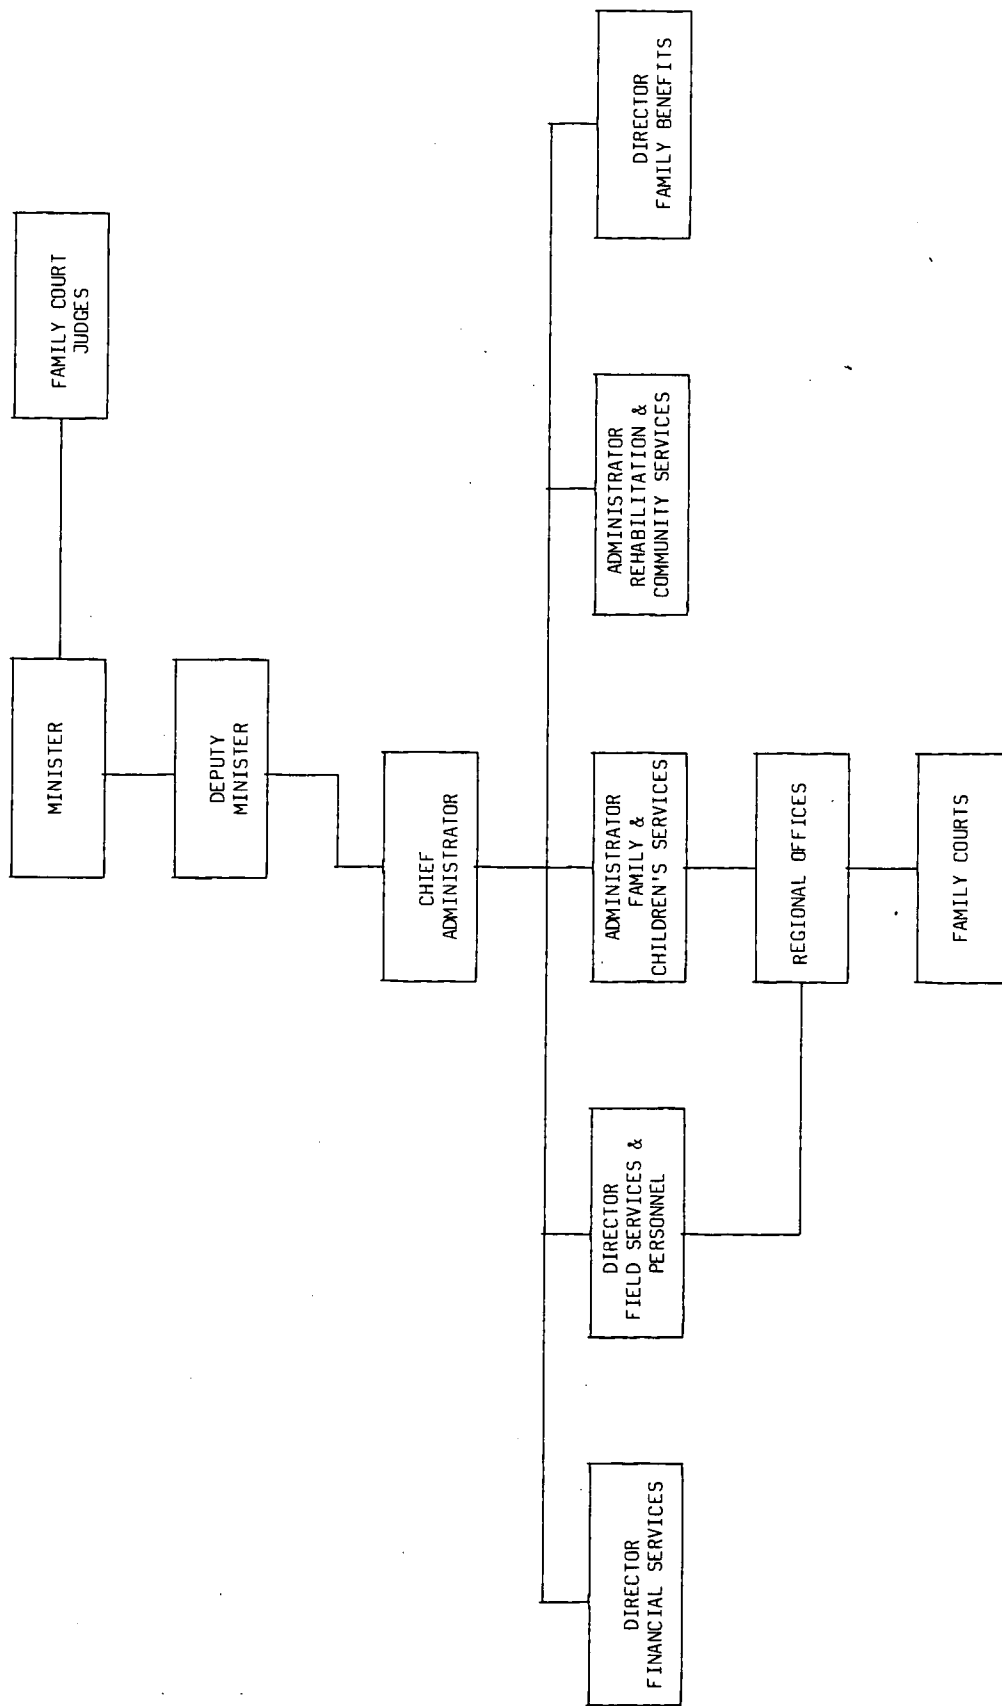 MINISTER
FAMILY COURT
JUDGES
DEPUTY
MINISTER
CHIEF
ADMINISTRATOR
DIRECTOR
FINANCIAL SERVICES
DIRECTOR
FIELD SERVICES &
PERSONNEL
ADMINISTRATOR
FAMILY &
CHILDREN'S SERVICES
ADMINISTRATOR
REHABILITATION &
COMMUNITY SERVICES
DIRECTOR
FAMILY BENEFITS
REGIONAL OFFICES
FAMILY COURTS